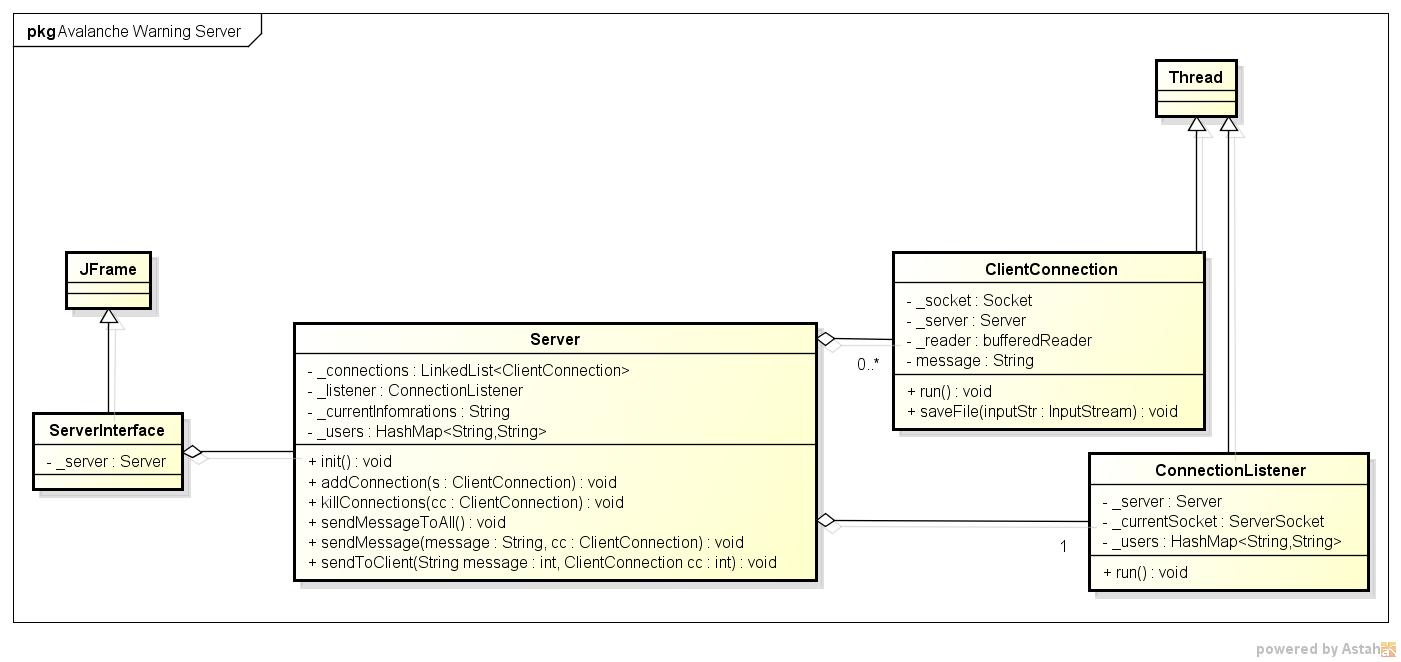 pkg Avalanche Warning Server
Thread
JFrame
ClientConnection
- _socket : Socket
- _server : Server
- _reader : bufferedReader
- message : String
+ run() : void
+ saveFile(inputStr : InputStream) : void
Server
- _connections : LinkedList<ClientConnection>
- _listener : ConnectionListener
- _currentInfomrations : String
- _users : HashMap<String,String>
+ init() : void
+ addConnection(s : ClientConnection) : void
+ killConnections(cc : ClientConnection) : void
+ sendMessageToAll() : void
+ sendMessage(message : String, cc : ClientConnection) : void
+ sendToClient(String message : int, ClientConnection cc : int) : void
0..*
ServerInterface
- _server : Server
ConnectionListener
- _server : Server
- _currentSocket : ServerSocket
- _users : HashMap<String,String>
+ run() : void
1
powered by Astah